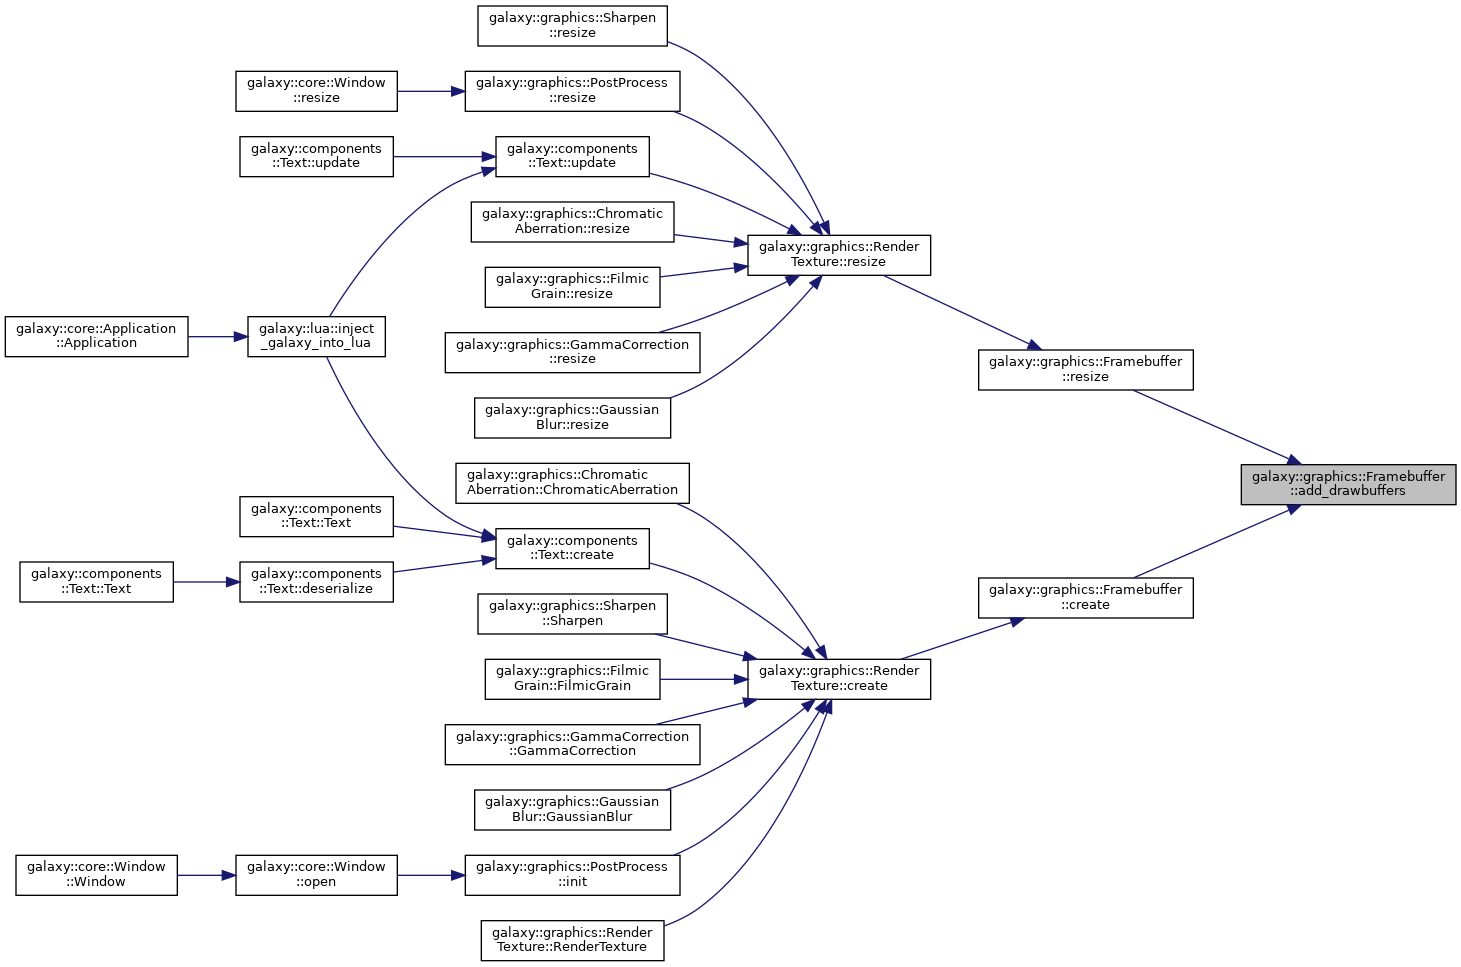 galaxy::graphics::Sharpen
::resize
galaxy::core::Window
::resize
galaxy::graphics::PostProcess
::resize
galaxy::components
::Text::update
galaxy::components
::Text::update
galaxy::graphics::Chromatic
Aberration::resize
galaxy::graphics::Render
Texture::resize
galaxy::graphics::Filmic
Grain::resize
galaxy::core::Application
::Application
galaxy::lua::inject
_galaxy_into_lua
galaxy::graphics::GammaCorrection
::resize
galaxy::graphics::Framebuffer
::resize
galaxy::graphics::Gaussian
Blur::resize
galaxy::graphics::Chromatic
Aberration::ChromaticAberration
galaxy::graphics::Framebuffer
::add_drawbuffers
galaxy::components
::Text::Text
galaxy::components
::Text::create
galaxy::components
::Text::Text
galaxy::components
::Text::deserialize
galaxy::graphics::Framebuffer
::create
galaxy::graphics::Sharpen
::Sharpen
galaxy::graphics::Filmic
Grain::FilmicGrain
galaxy::graphics::Render
Texture::create
galaxy::graphics::GammaCorrection
::GammaCorrection
galaxy::graphics::Gaussian
Blur::GaussianBlur
galaxy::core::Window
::Window
galaxy::core::Window
::open
galaxy::graphics::PostProcess
::init
galaxy::graphics::Render
Texture::RenderTexture